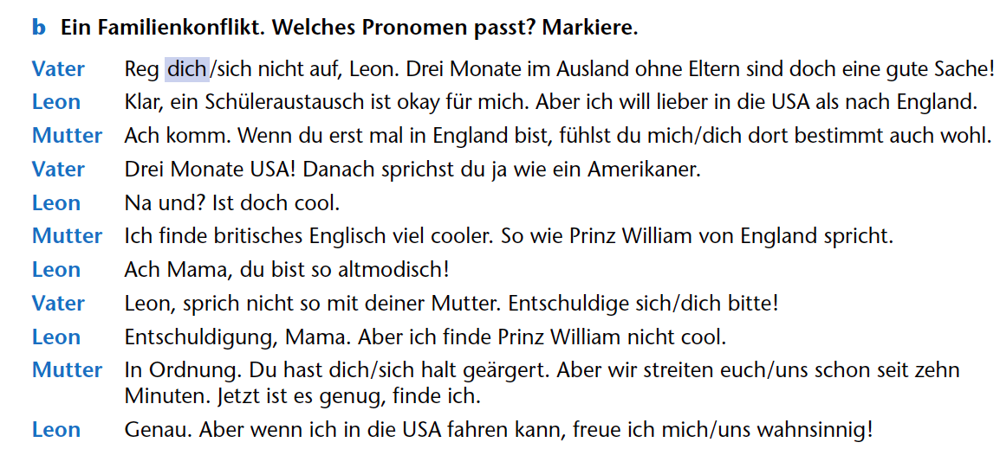 b Ein Familienkonflikt. Welches Pronomen passt? Markiere.
Vater Reg dich/sich nicht auf, Leon. Drei Monate im Ausland ohne Eltern sind doch eine gute Sache!
Leon Klar, ein Schüleraustausch ist okay für mich. Aber ich will lieber in die USA als nach England.
Mutter Ach komm. Wenn du erst mal in England bist, fühlst du mich/dich dort bestimmt auch wohl.
Vater Drei Monate USA! Danach sprichst du ja wie ein Amerikaner.
Leon Na und? Ist doch cool.
Mutter Ich finde britisches Englisch viel cooler. So wie Prinz William von England spricht.
Leon Ach Mama, du bist so altmodisch!
Vater Leon, sprich nicht so mit deiner Mutter. Entschuldige sich/dich bitte!
Leon Entschuldigung, Mama. Aber ich finde Prinz William nicht cool.
Mutter In Ordnung. Du hast dich/sich halt geärgert. Aber wir streiten euch/uns schon seit zehn
Minuten. Jetzt ist es genug, finde ich.
Leon Genau. Aber wenn ich in die USA fahren kann, freue ich mich/uns wahnsinnig!